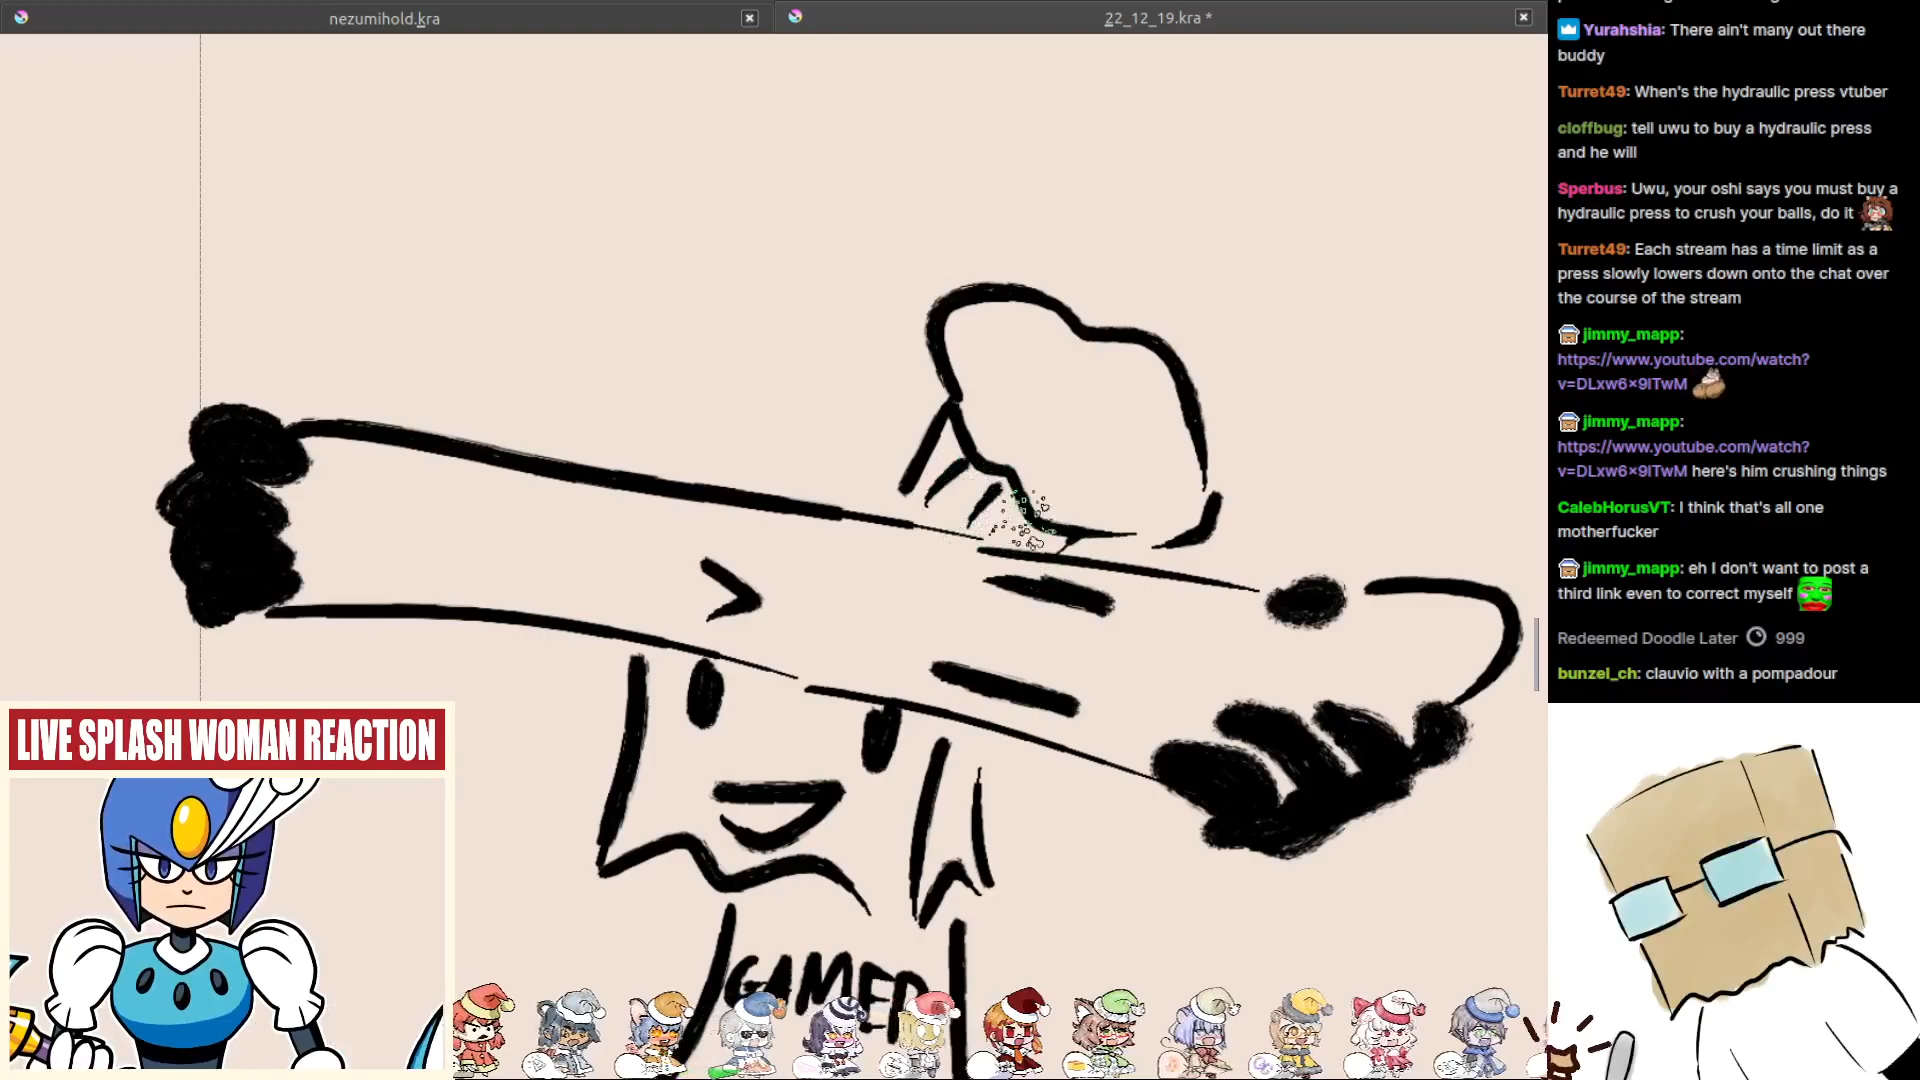 nezumihold.kra
22_12_19.kra *
Yurahshia: There ain't many out there
buddy
Turret49: When's the hydraulic press vtuber
cloffbug: tell uwu to buy a hydraulic press
and he will
Sperbus: Uwu, your oshi says you must buy a
hydraulic press to crush your balls, do it
Turret49: Each stream has a time limit as a
press slowly lowers down onto the chat over
the course of the stream
jimmy_mapp:
https://www.youtube.com/watch?
v=DLxw6×9ITwM
jimmy_mapp:
https://www.youtube.com/watch?
v=DLxw6×9ITwM here's him crushing things
CalebHorusVT: I think that's all one
motherfucker
jimmy_mapp: eh I don't want to post a
third link even to correct myself
Redeemed Doodle Later 999
bunzel_ch: clauvio with a pompadour
LIVE SPLASH WOMAN REACTION
GAMER